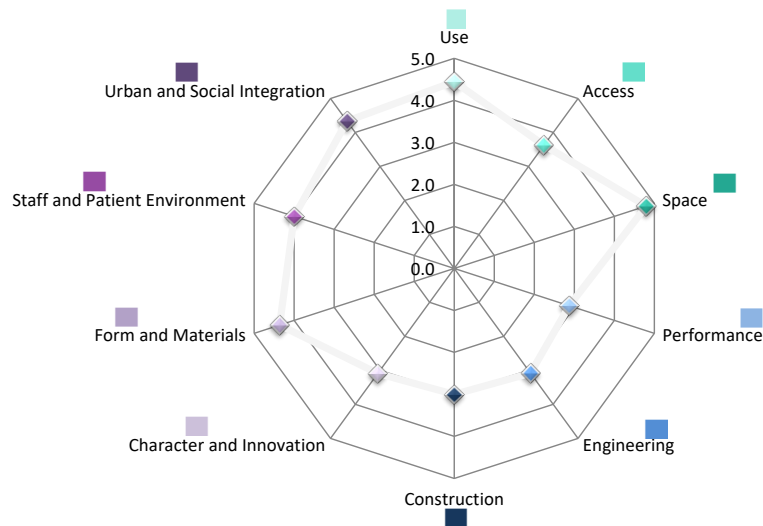 Use
Access
Space
Performance
Engineering
Construction
Character and Innovation
Form and Materials
Staff and Patient Environment
Urban and Social Integration
5.0
4.0
3.0
2.0
1.0
0.0